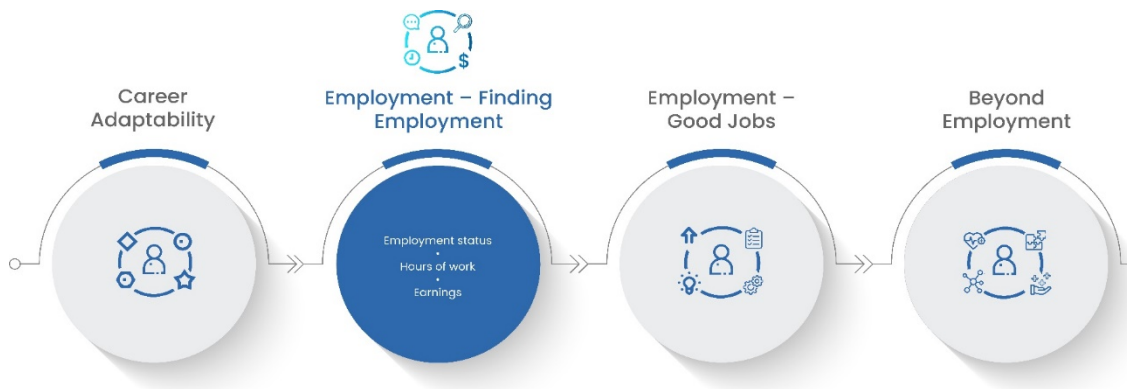 Career
Adaptability
Employment – Finding
Employment
Employment –
Good Jobs
Beyond
Employment
Employment status
•
Hours of work
•
Earnings
$